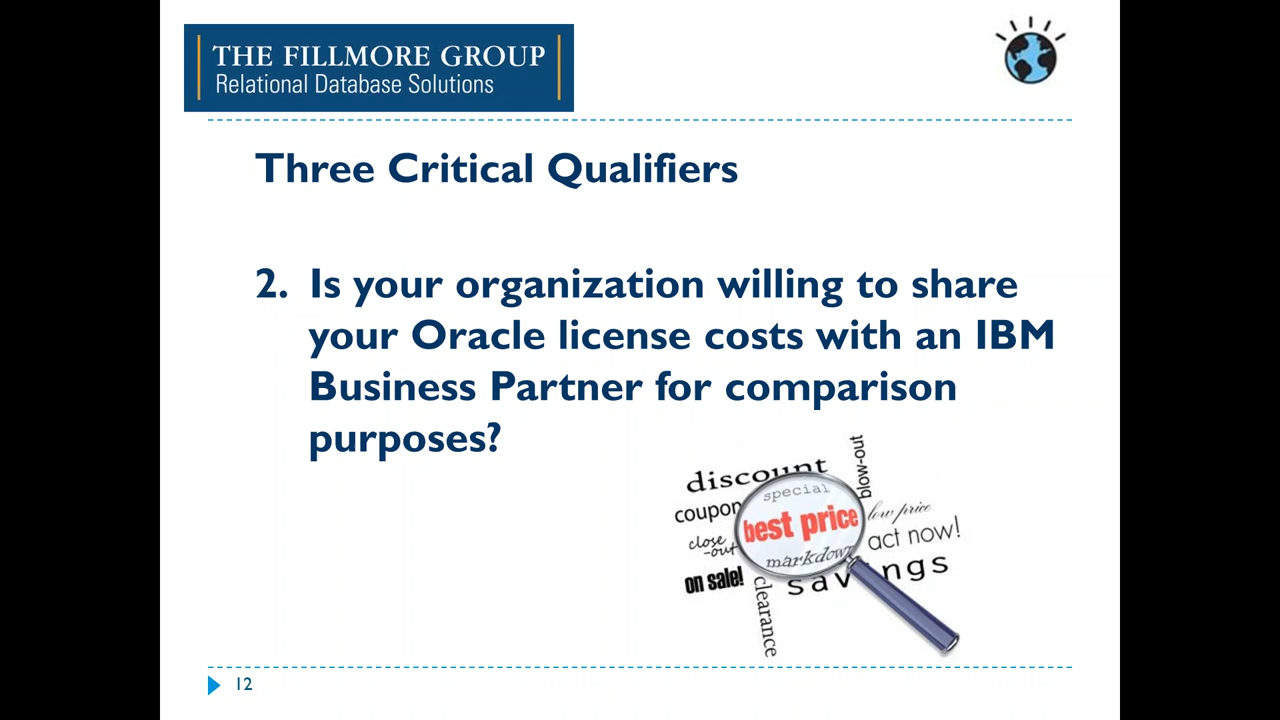 THE FILLMORE GROUP
Relational Database Solutions
Three Critical Qualifiers
2. Is your organization willing to share
your Oracle license costs with an IBM
Business Partner for comparison
purposes?
discount
blow-out
special
coupon
best price
low price
close
-out
act now!
markdown
on sale!
savings
clearance
12